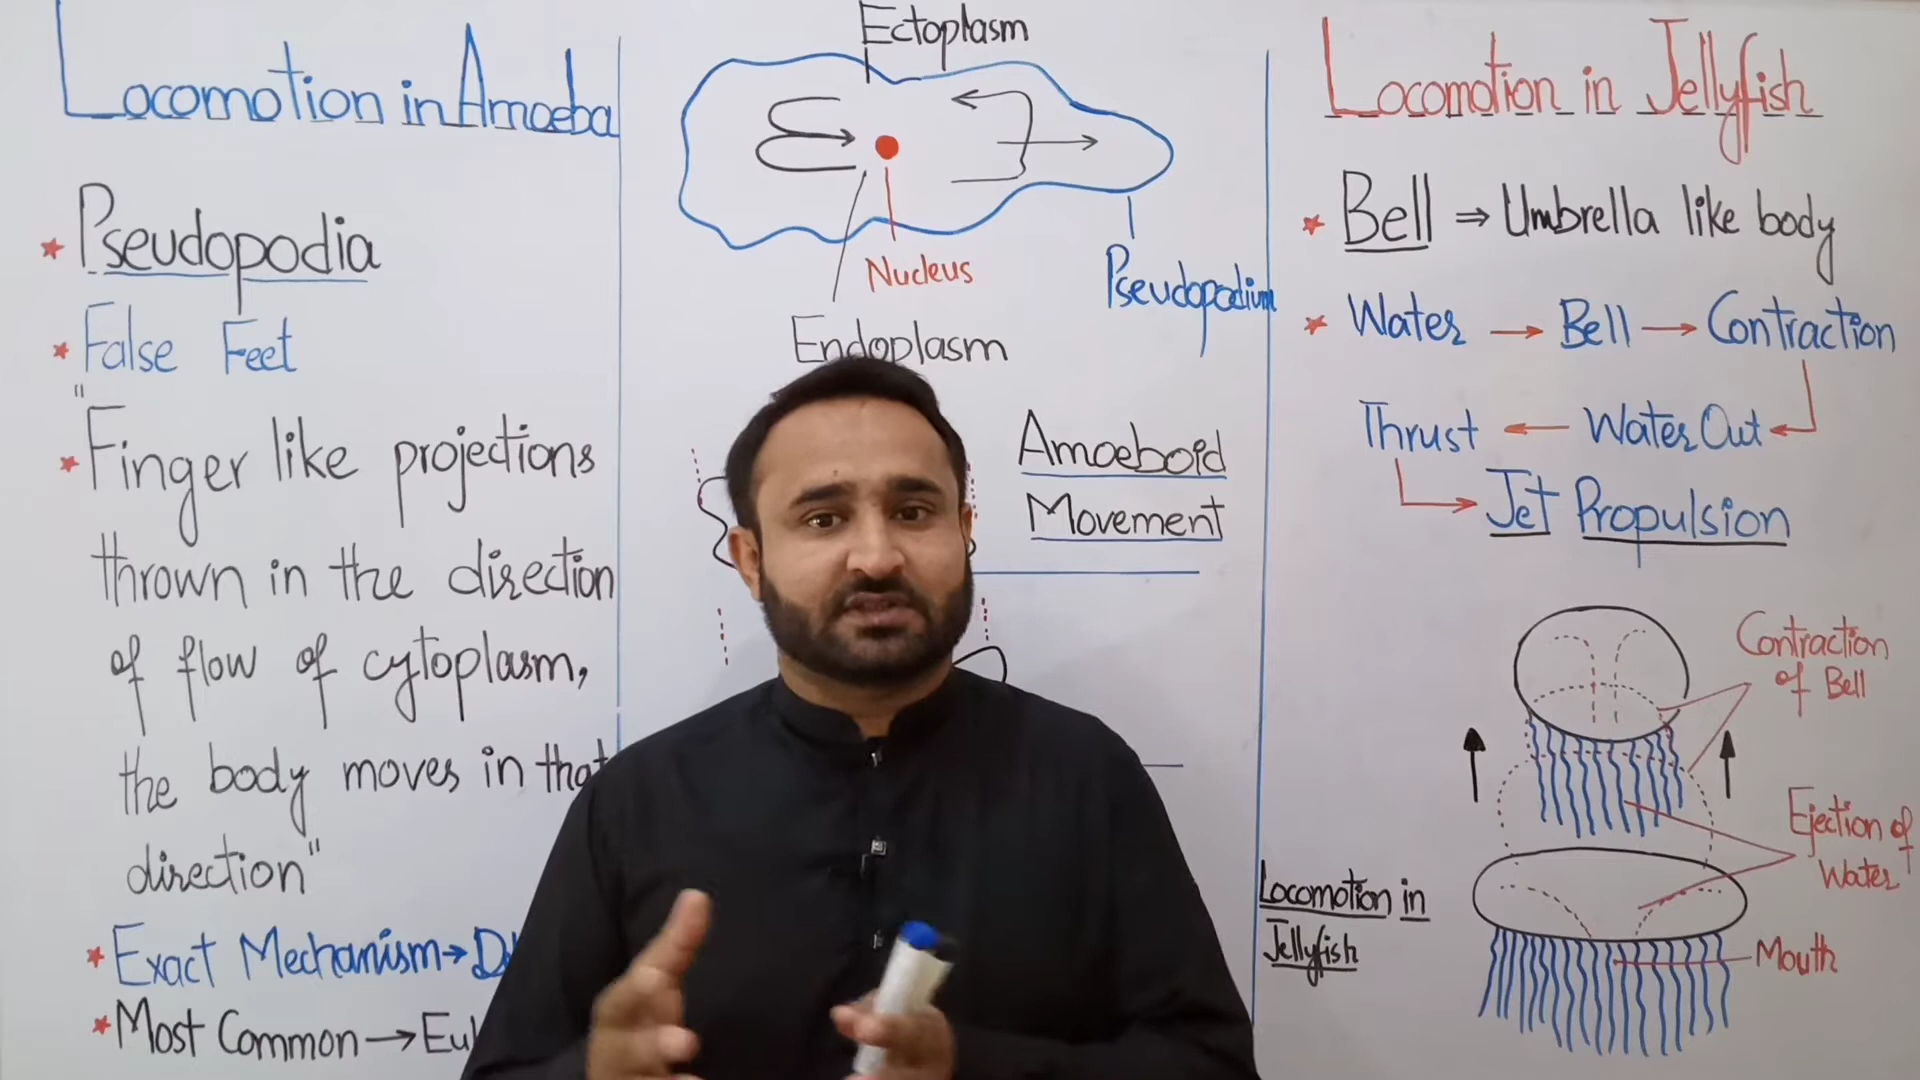 Locomotion in Amoeba
Pseudopodia
False Feet
"Finger like projections
thrown in the direction
of flow of cytoplasm,
the body moves in that
direction"
Exact Mechanism →
Most Common →
Ectoplasm
Nucleus
Pseudopodium
Endoplasm
Amoeboid
Movement
Locomotion in Jellyfish
Bell ⇒ Umbrella like body
Water → Bell → Contraction
Thrust ← Water Out
Jet Propulsion
Contraction
of Bell
Ejection of
Water
Locomotion in
Jellyfish
Mouth